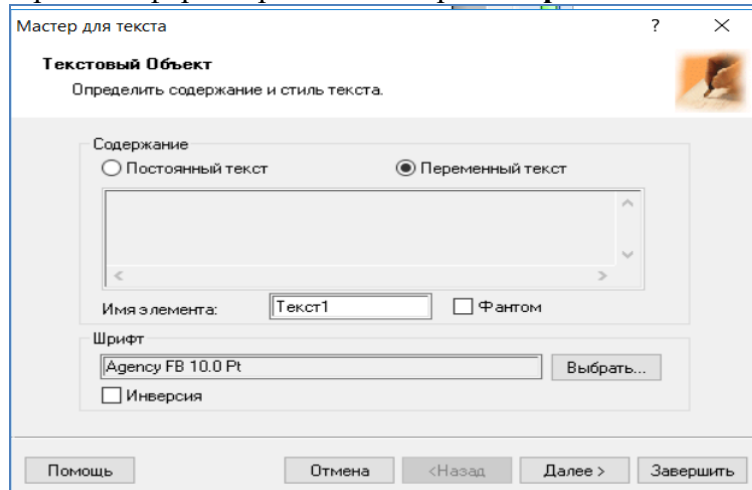 Мастер для текста ? ×
Текстовый Объект
Определить содержание и стиль текста.
Содержание
Постоянный текст Переменный текст
Имя элемента: Текст1 Фантом
Шрифт
Agency FB 10.0 Pt Выбрать...
Инверсия
Помощь Отмена <Назад Далее > Завершить